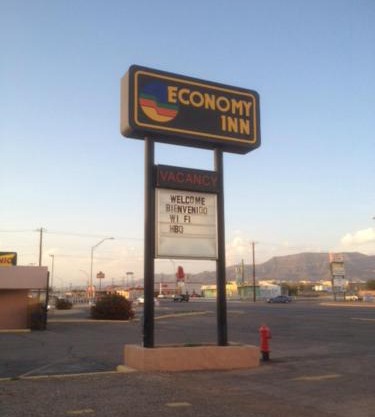 ECONOMY
INN
VACANCY
WELCOME
BIENVENIDO
WI FI
HBO